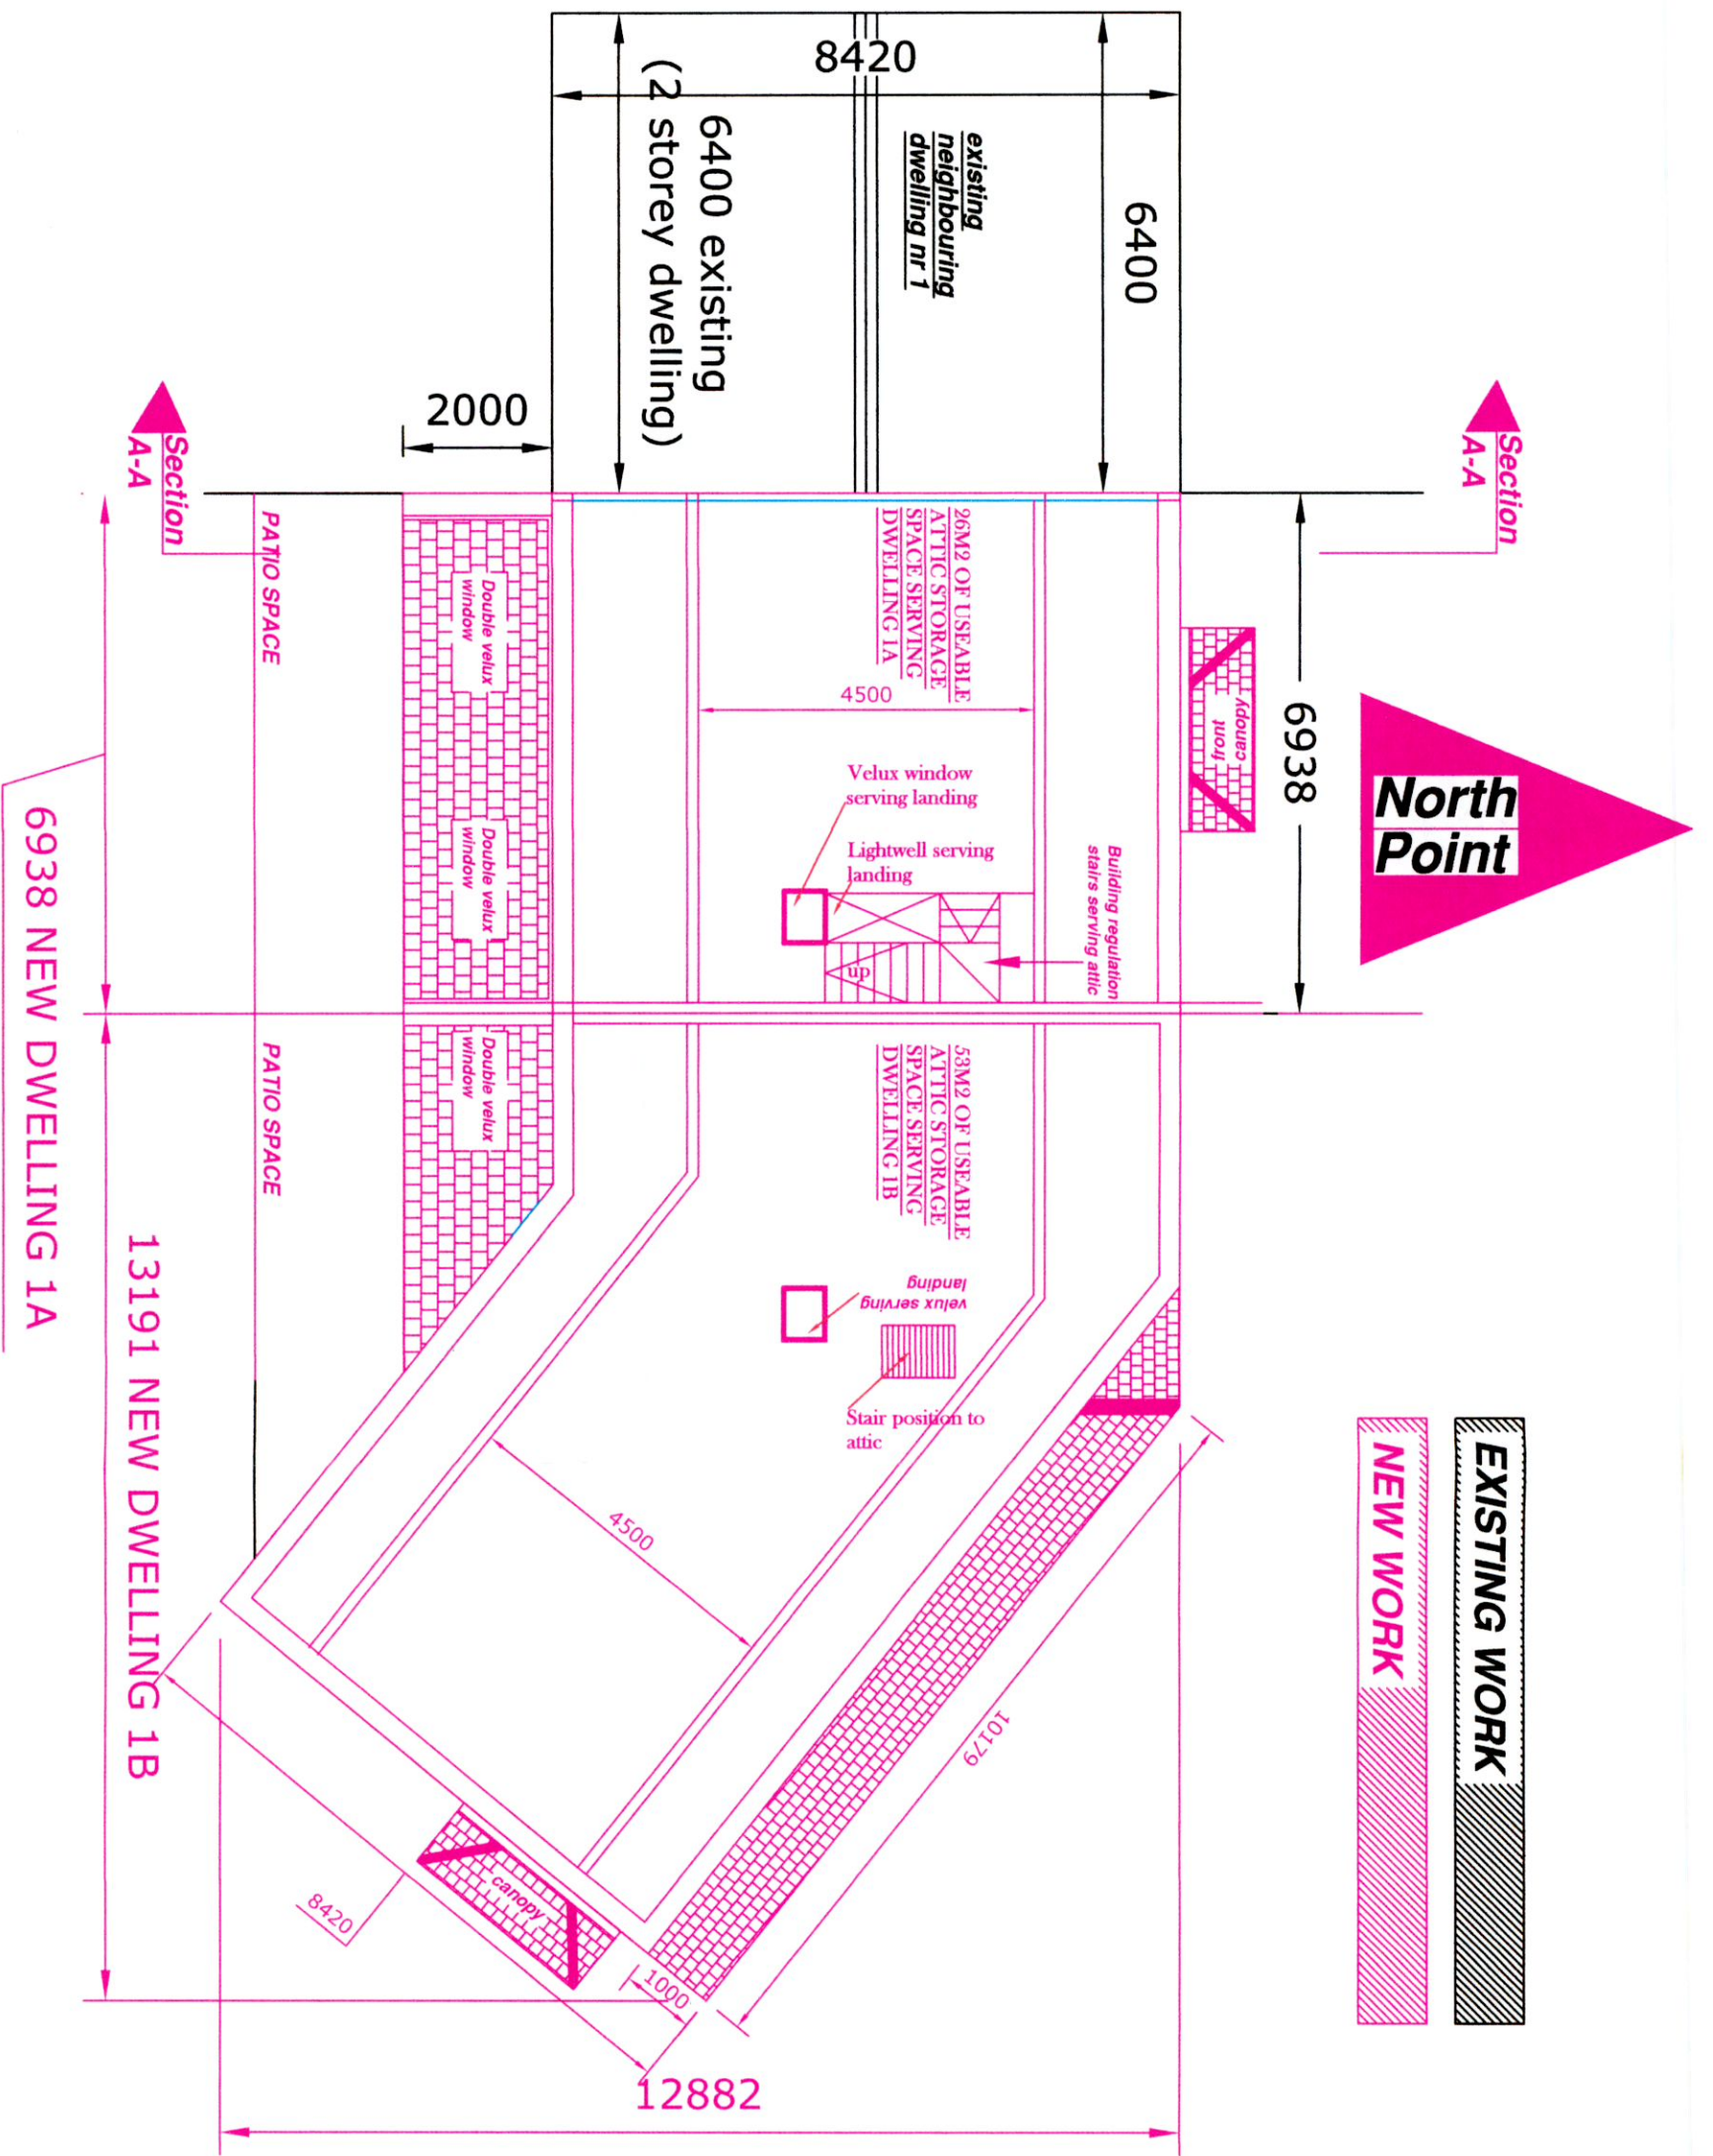 8420
6400
existing
neighbouring
dwelling nr 1
6400 existing
(2 storey dwelling)
2000
Section
A-A
Section
A-A
North
Point
6938
canopy
front
26M2 OF USEABLE
ATTIC STORAGE
SPACE SERVING
DWELLING 1A
4500
Velux window
serving landing
Lightwell serving
landing
up
Building regulation
stairs serving attic
Double velux
window
Double velux
window
PATIO SPACE
6938 NEW DWELLING 1A
53M2 OF USEABLE
ATTIC STORAGE
SPACE SERVING
DWELLING 1B
velux serving
landing
Stair position to
attic
Double velux
window
PATIO SPACE
13191 NEW DWELLING 1B
4500
10179
canopy
8420
1000
12882
EXISTING WORK
NEW WORK